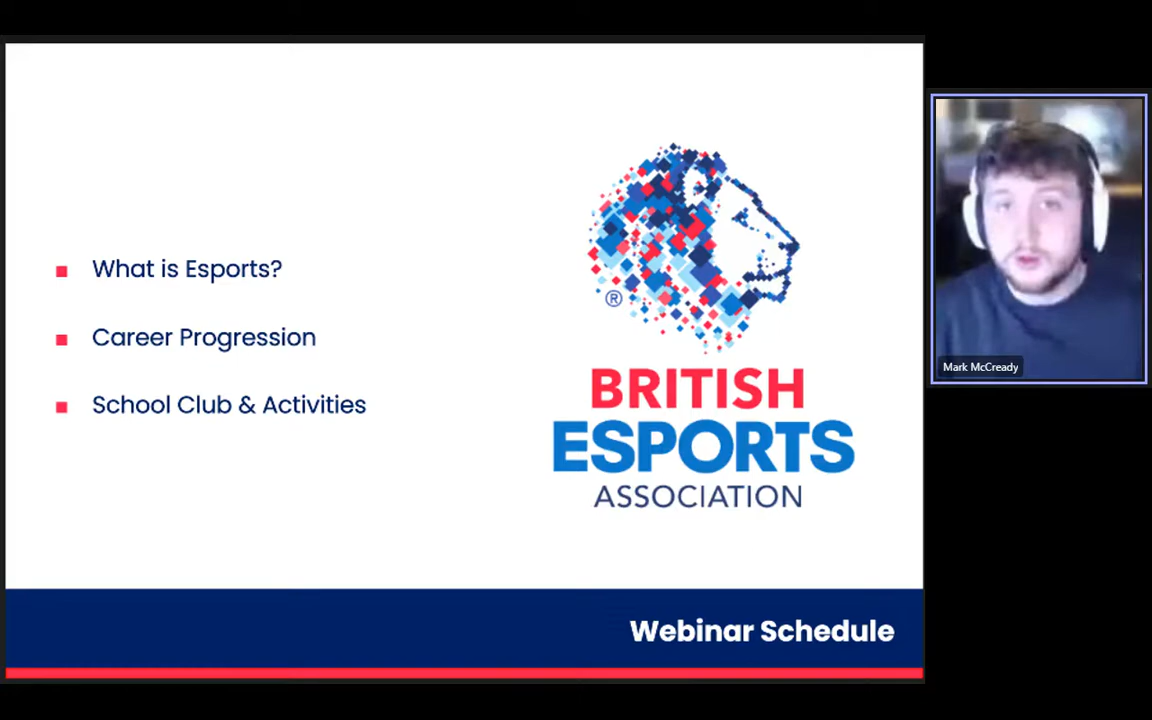 What is Esports?
Career Progression
School Club & Activities
®
BRITISH
ESPORTS
ASSOCIATION
Webinar Schedule
Mark McCready